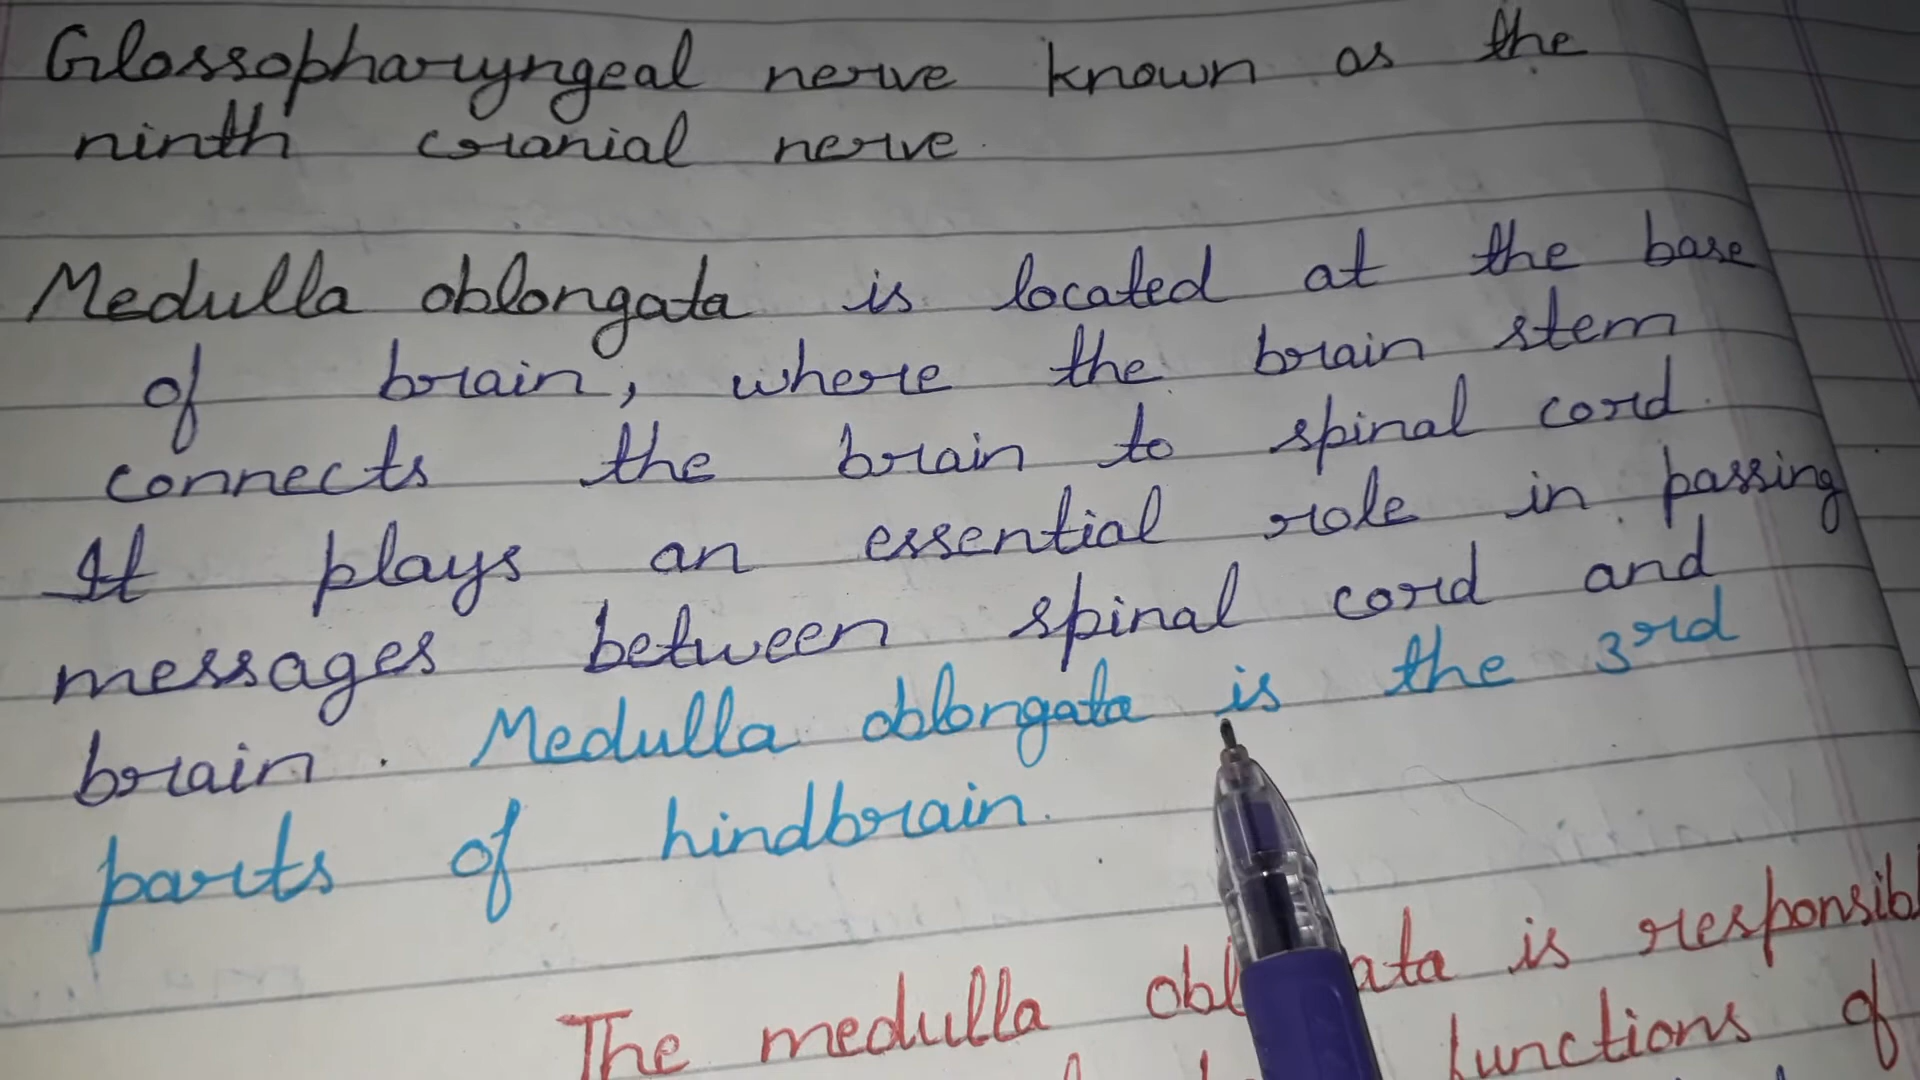 Glossopharyngeal nerve known as the
ninth cranial nerve.
Medulla oblongata is located at the base
of brain, where the brain stem
connects the brain to spinal cord.
It plays an essential role in passing
messages between spinal cord and
brain. Medulla oblongata is the 3rd
parts of hindbrain.
The medulla is
functions of